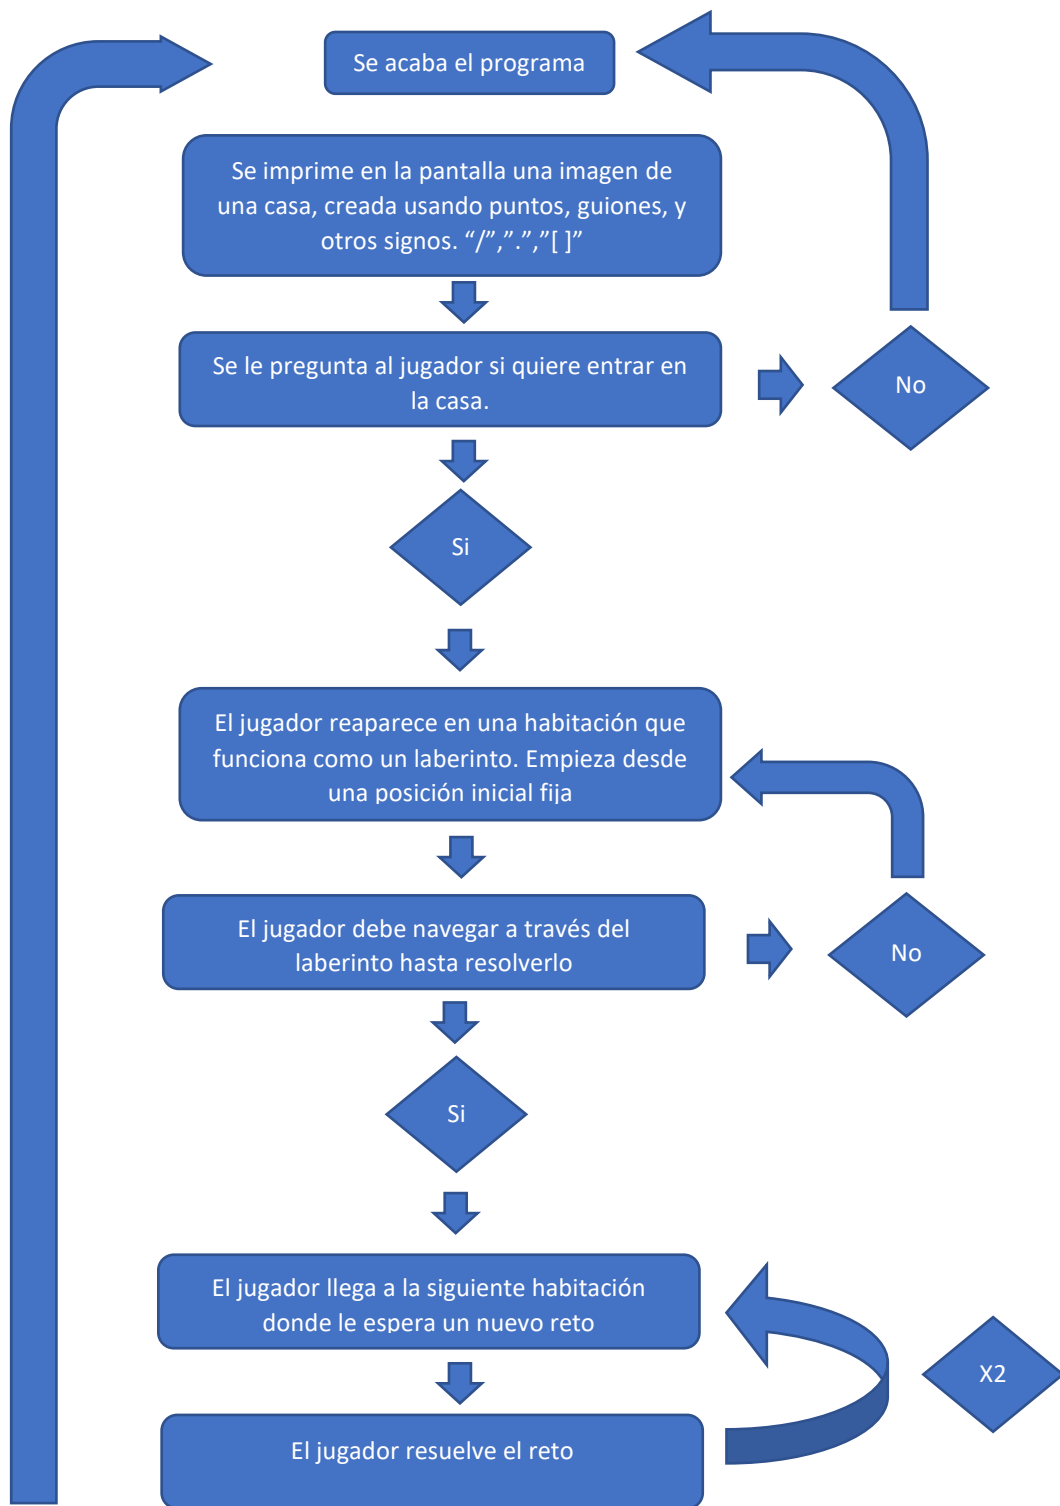 Se acaba el programa
Se imprime en la pantalla una imagen de
una casa, creada usando puntos, guiones, y
otros signos. “/”,”.”,”[ ]”
Se le pregunta al jugador si quiere entrar en
la casa.
No
Si
El jugador reaparece en una habitación que
funciona como un laberinto. Empieza desde
una posición inicial fija
El jugador debe navegar a través del
laberinto hasta resolverlo
No
Si
El jugador llega a la siguiente habitación
donde le espera un nuevo reto
X2
El jugador resuelve el reto